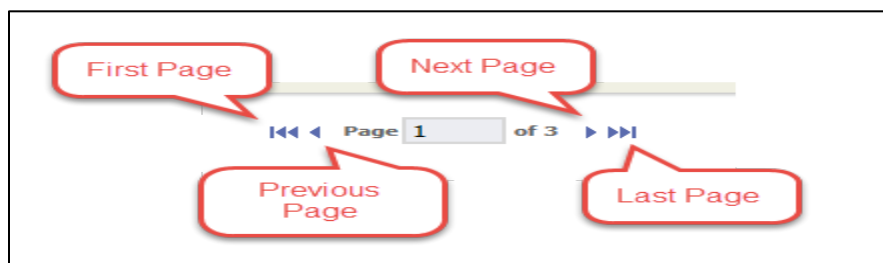 First Page
Next Page
Page 1 of 3
Previous
Page
Last Page